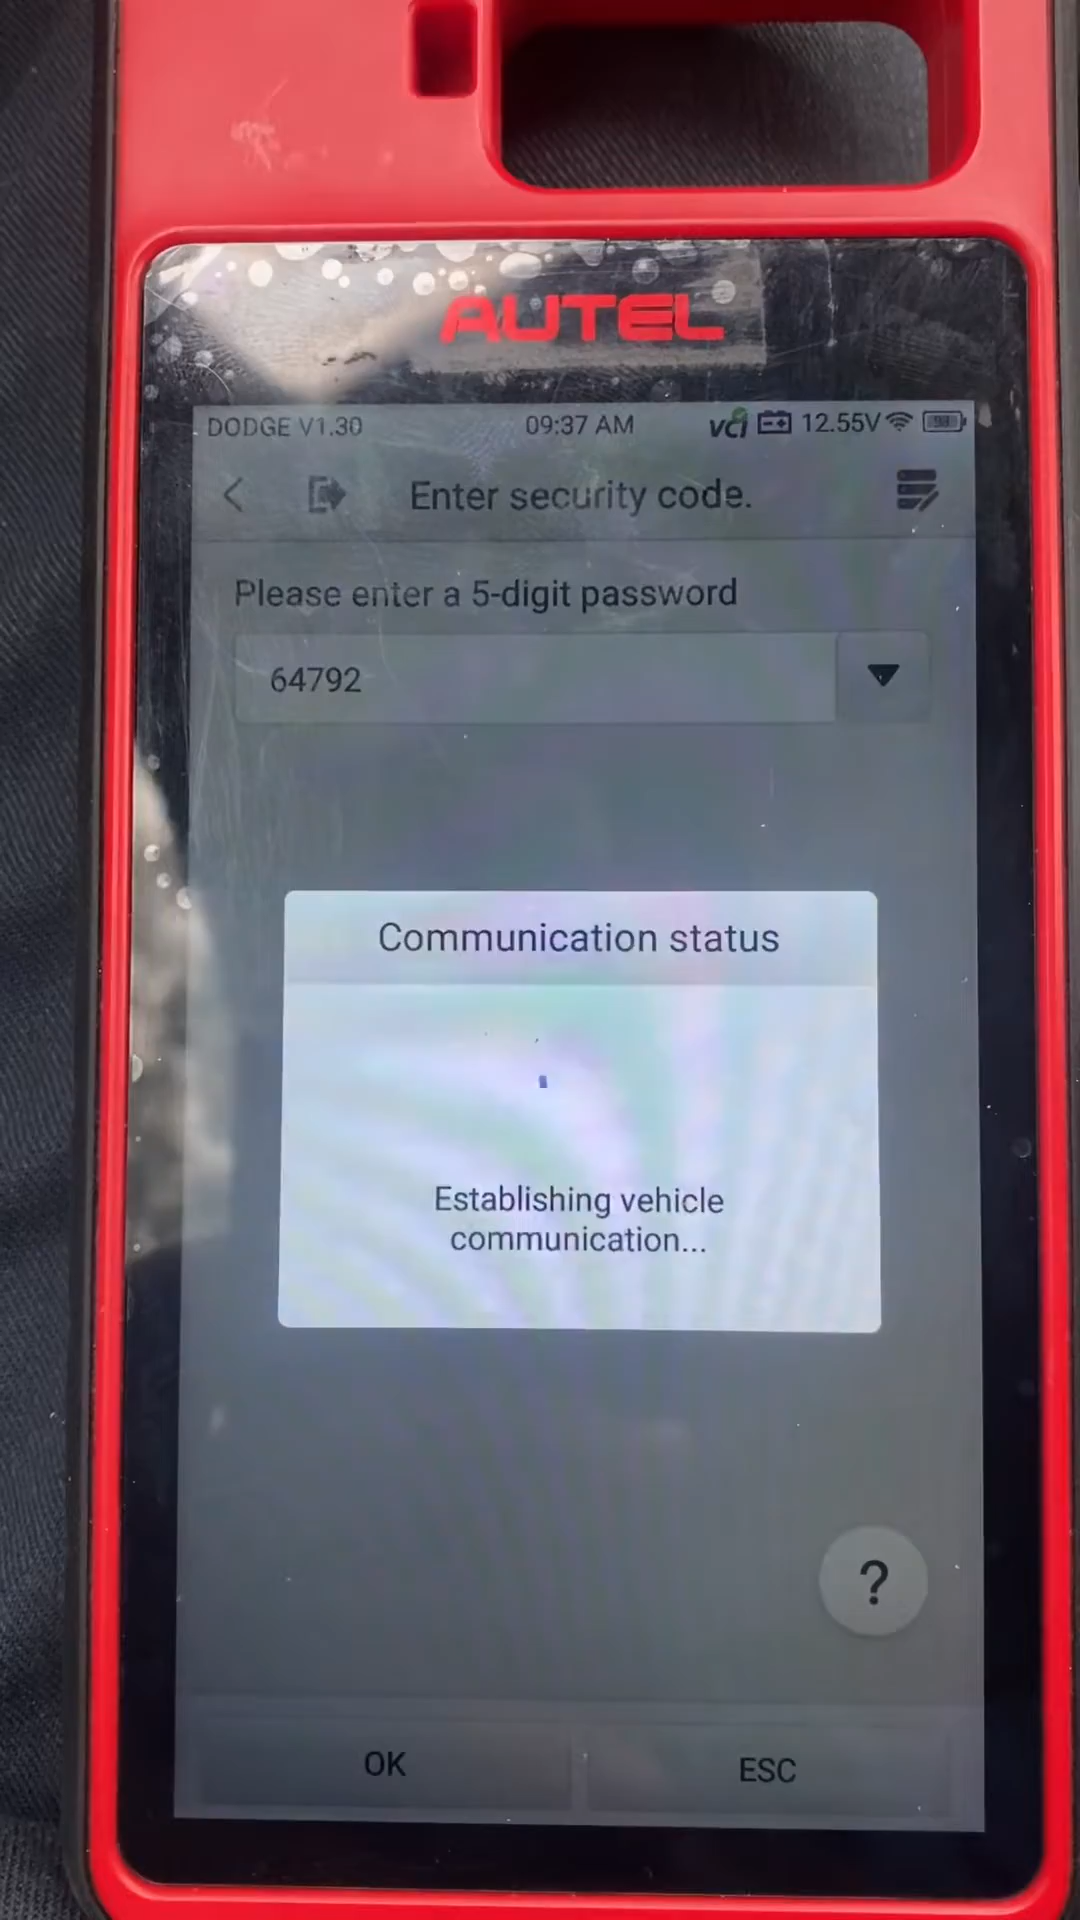 AUTEL
DODGE V1.30 09:37 AM VCI 12.55V 98
Enter security code.
Please enter a 5-digit password
64792
Communication status
Establishing vehicle
communication...
?
OK ESC